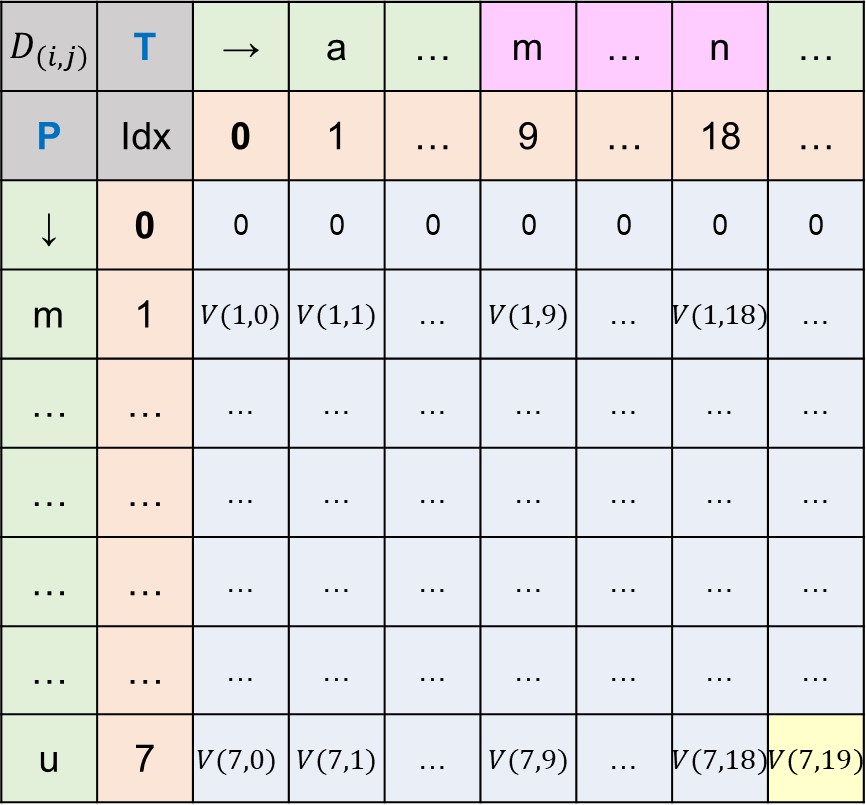 D(i,j) T → a … m … n …
P Idx 0 1 … 9 … 18 …
↓ 0 0 0 0 0 0 0 0
m 1 V(1,0) V(1,1) … V(1,9) … V(1,18) …
… … … … … … … … …
… … … … … … … … …
… … … … … … … … …
… … … … … … … … …
u 7 V(7,0) V(7,1) … V(7,9) … V(7,18) V(7,19)